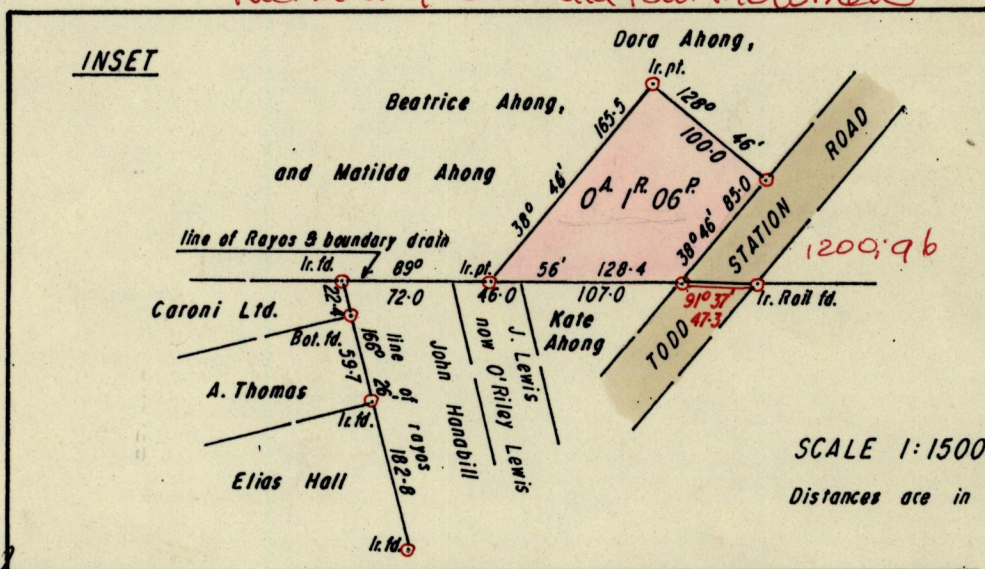 INSET
Dora Ahong,
Ir. pt.
Beatrice Ahong,
and Matilda Ahong
165.5
38° 46'
128° 46'
100.0
0A. 1R. 06P.
38° 46' 85.0
TODD STATION ROAD
1200;9b
line of Rayos & boundary drain
Ir. fd.
89° 56'
Ir. pt.
72.0
46.0
128.4
107.0
91° 37'
47.3
Ir. Rail fd.
Caroni Ltd.
22.4
Bot. fd.
A. Thomas
59.7
166° 26'
line of rayos
Ir. fd.
182.8
Elias Hall
Ir. fd.
John Hanabill
now O'Riley Lewis
J. Lewis
Kate
Ahong
SCALE 1:1500
Distances are in